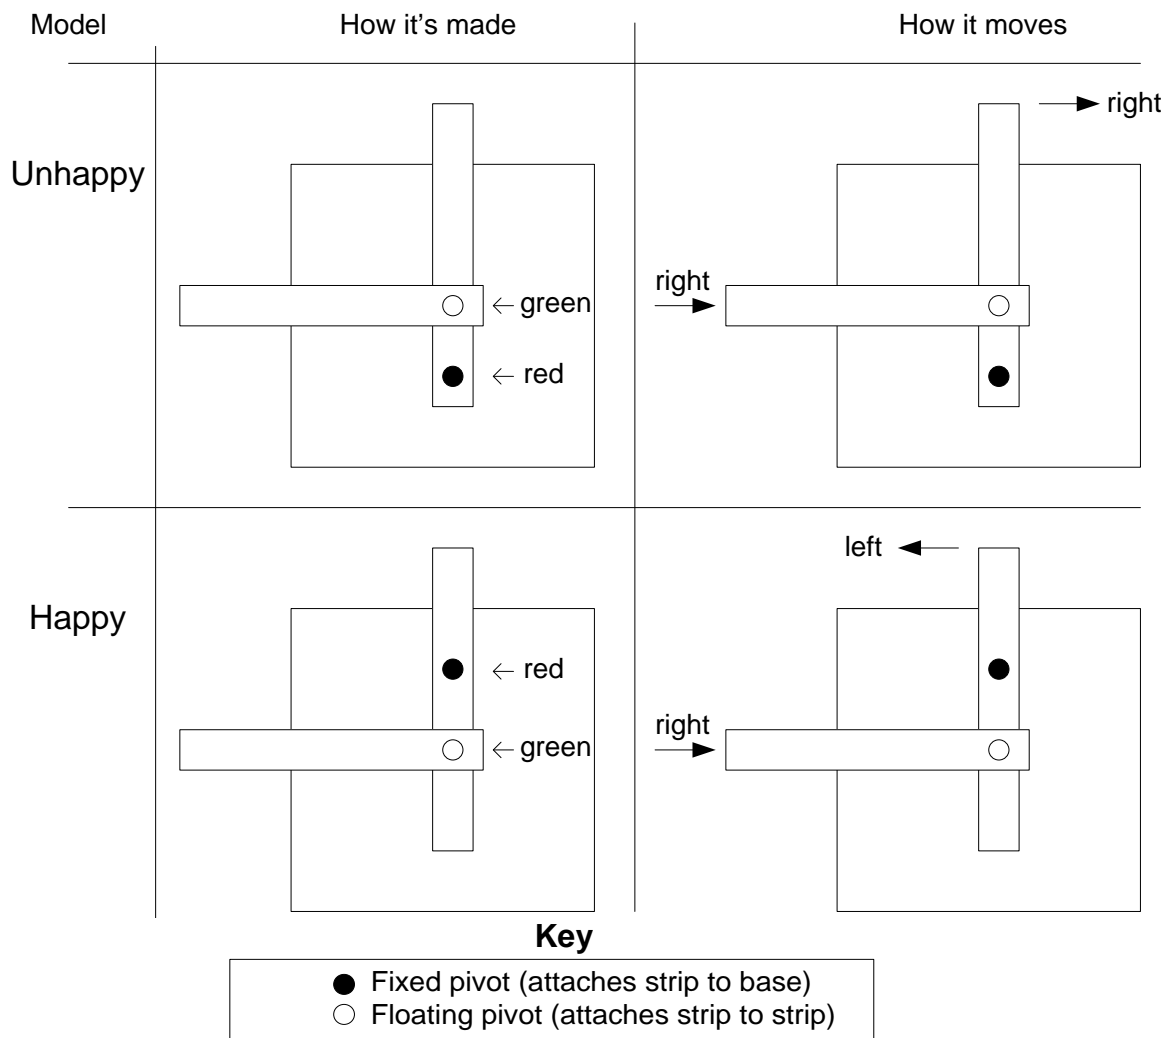 Model How it's made How it moves
right
Unhappy
right
green
red
left
Happy
red
right
green
Key
Fixed pivot (attaches strip to base)
Floating pivot (attaches strip to strip)